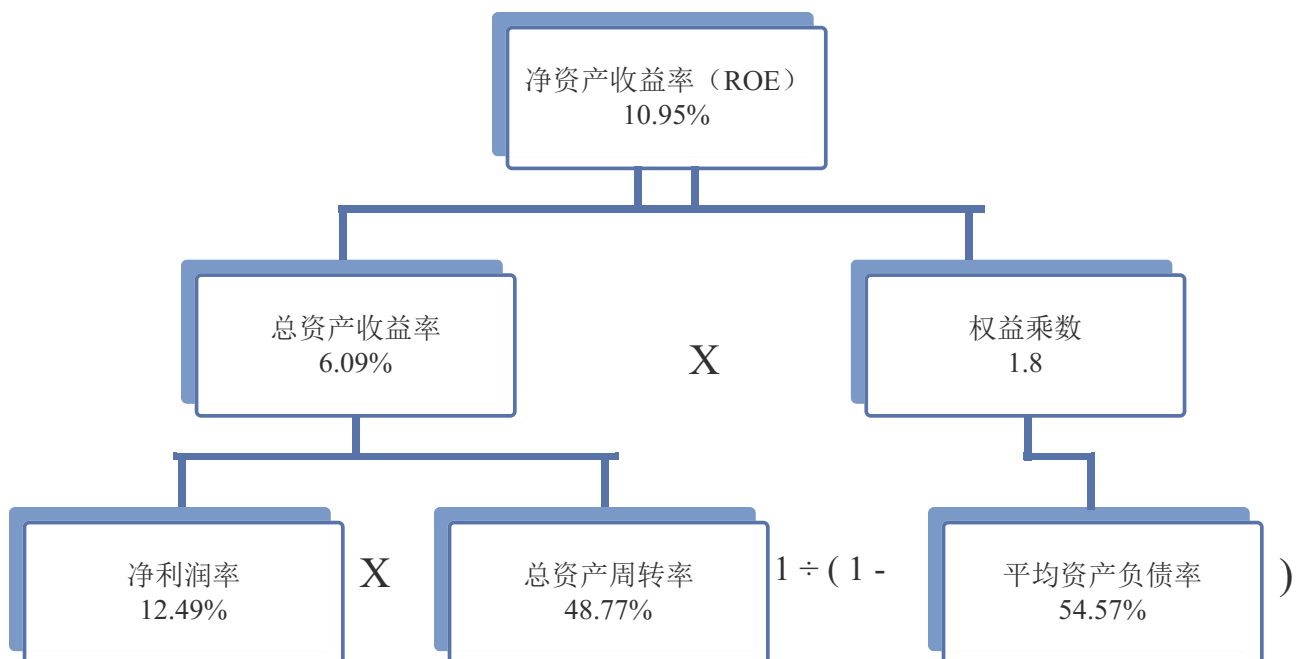 净资产收益率（ROE）
10.95%
总资产收益率
6.09%
X
权益乘数
1.8
净利润率
12.49%
X
总资产周转率
48.77%
1 ÷ ( 1 -
平均资产负债率
54.57%
)